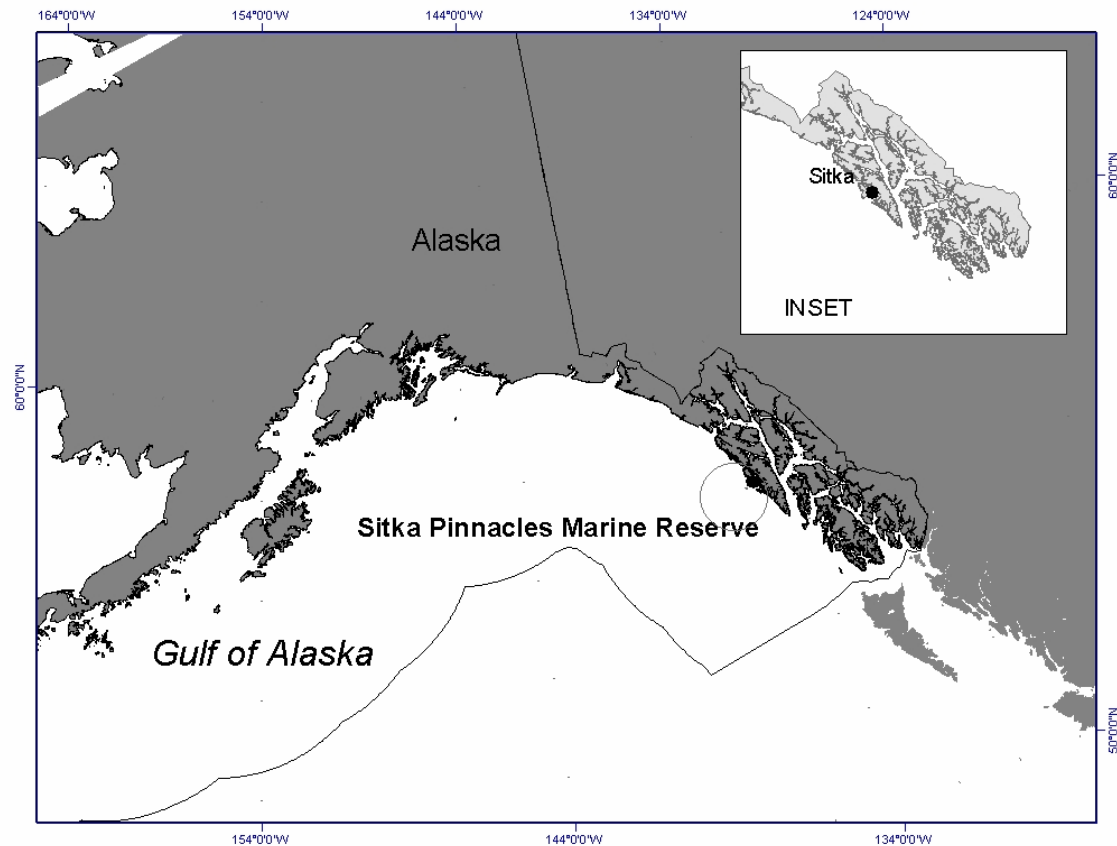 164°0'0"W
154°0'0"W
144°0'0"W
134°0'0"W
124°0'0"W
60°0'0"N
Sitka
INSET
Alaska
60°0'0"N
Sitka Pinnacles Marine Reserve
Gulf of Alaska
50°0'0"N
154°0'0"W
144°0'0"W
134°0'0"W